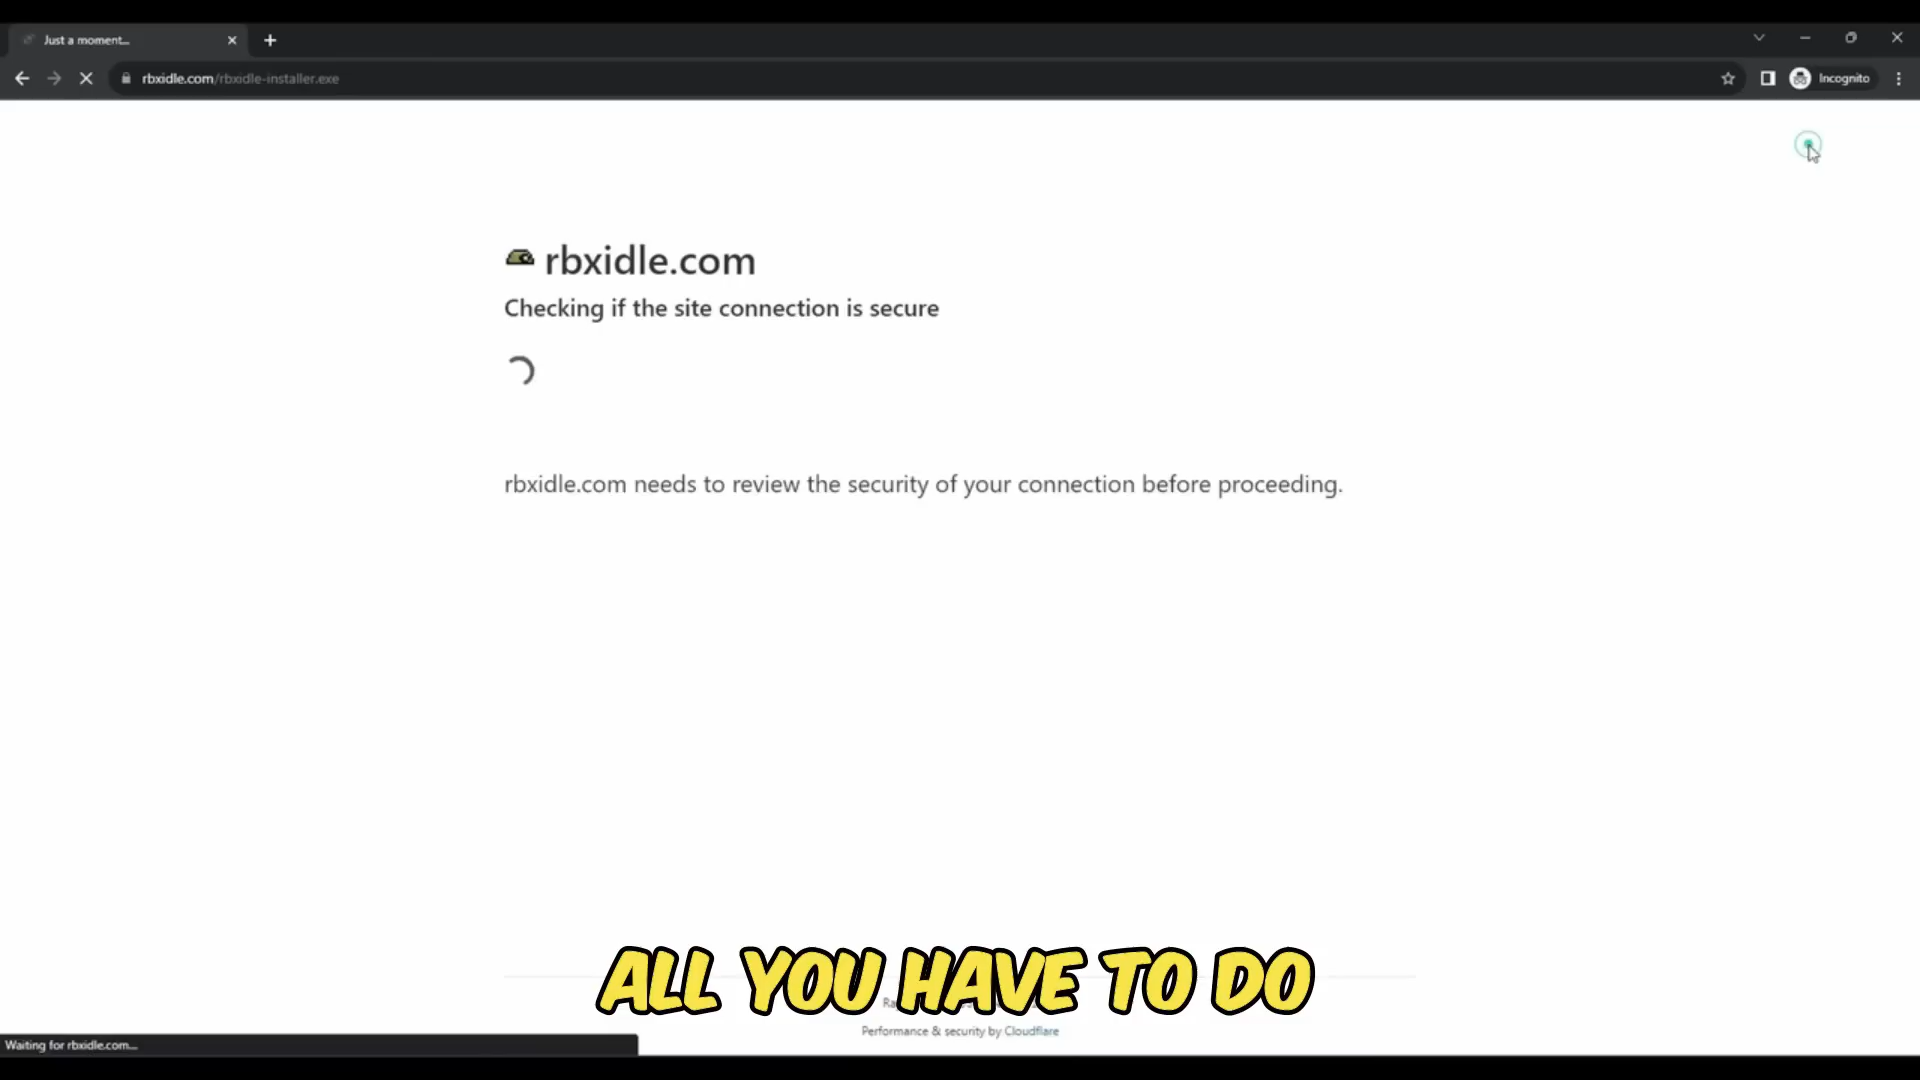 Just a moment...
rbxidle.com/rbxidle-installer.exe
Incognito
rbxidle.com
Checking if the site connection is secure
rbxidle.com needs to review the security of your connection before proceeding.
ALL YOU HAVE TO DO
Performance & security by Cloudflare
Waiting for rbxidle.com...